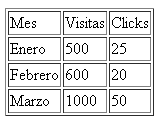 Mes Visitas Clicks
Enero 500 25
Febrero 600 20
Marzo 1000 50